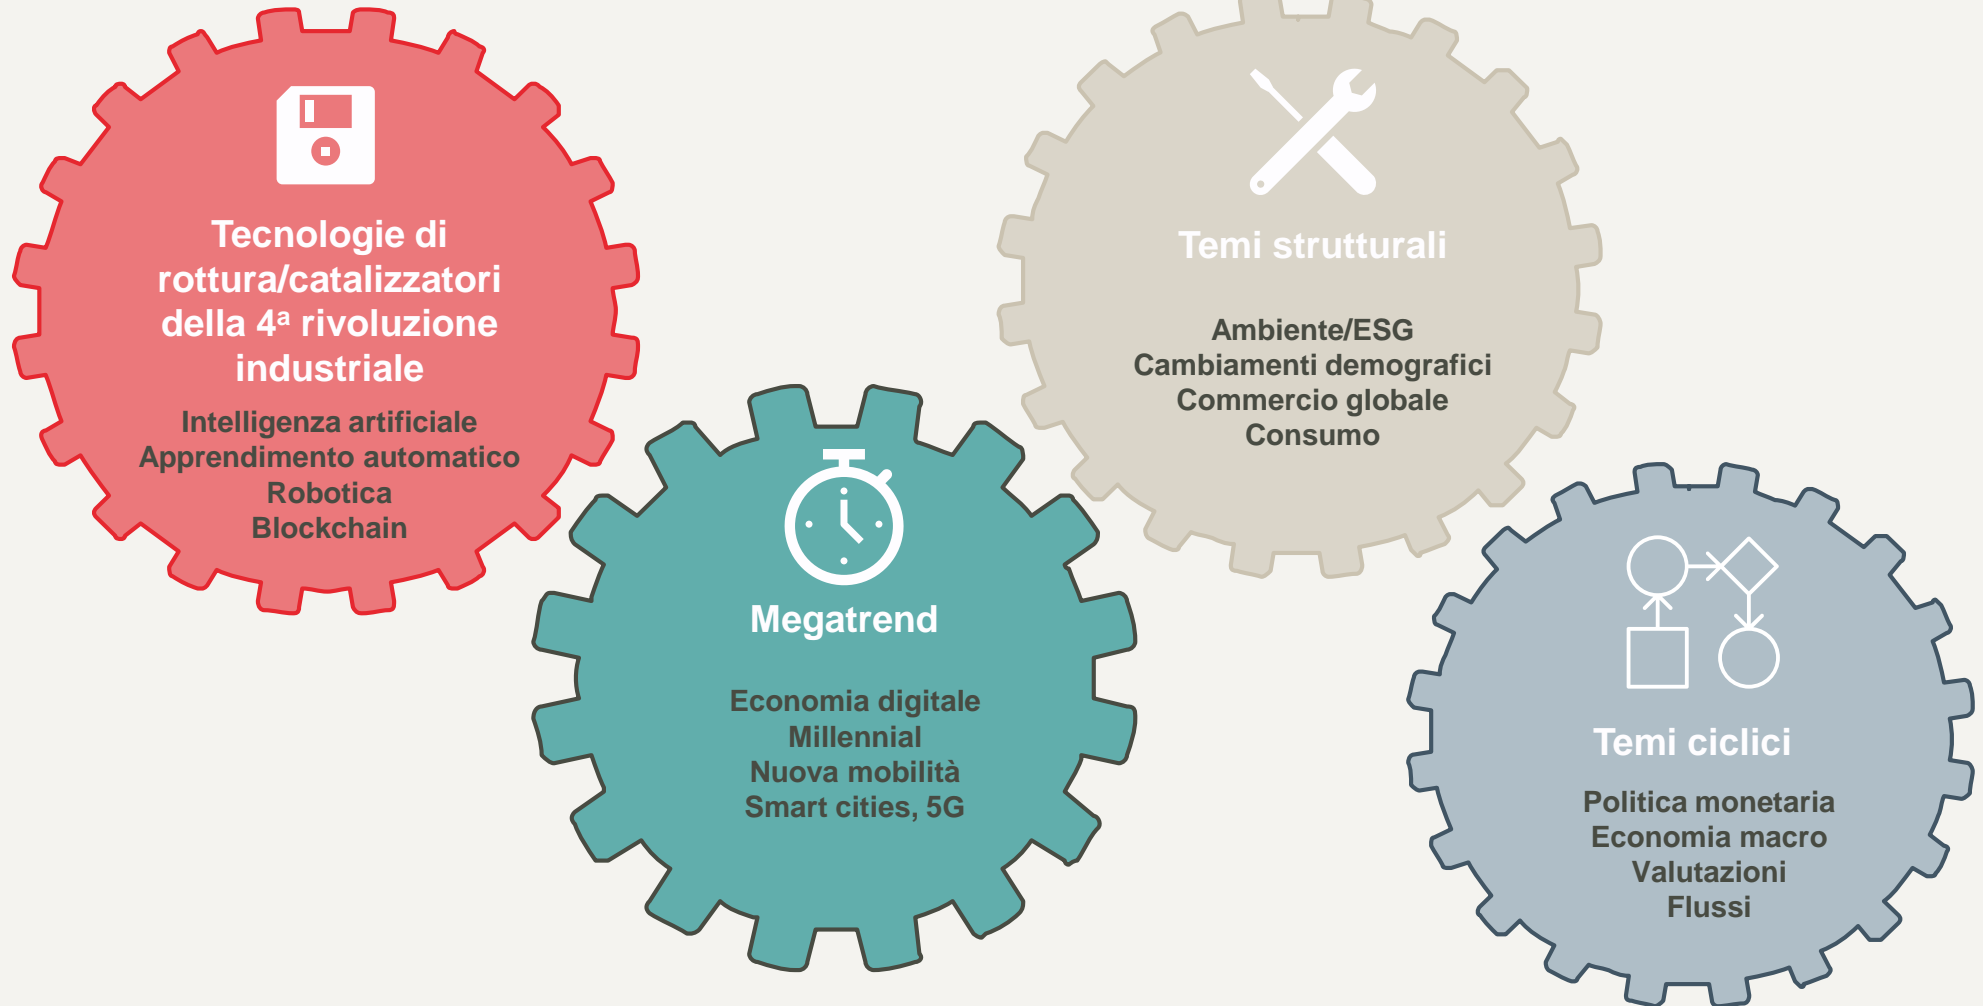 Tecnologie di
rottura/catalizzatori
della 4ª rivoluzione
industriale
Intelligenza artificiale
Apprendimento automatico
Robotica
Blockchain
Megatrend
Economia digitale
Millennial
Nuova mobilità
Smart cities, 5G
Temi strutturali
Ambiente/ESG
Cambiamenti demografici
Commercio globale
Consumo
Temi ciclici
Politica monetaria
Economia macro
Valutazioni
Flussi